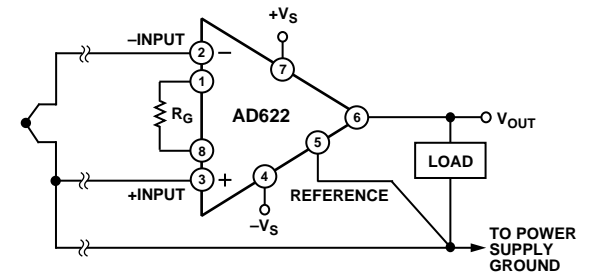 +VS
–INPUT
2
–
7
1
RG
AD622
6
VOUT
5
8
LOAD
3
+
4
+INPUT
REFERENCE
–VS
TO POWER
SUPPLY
GROUND